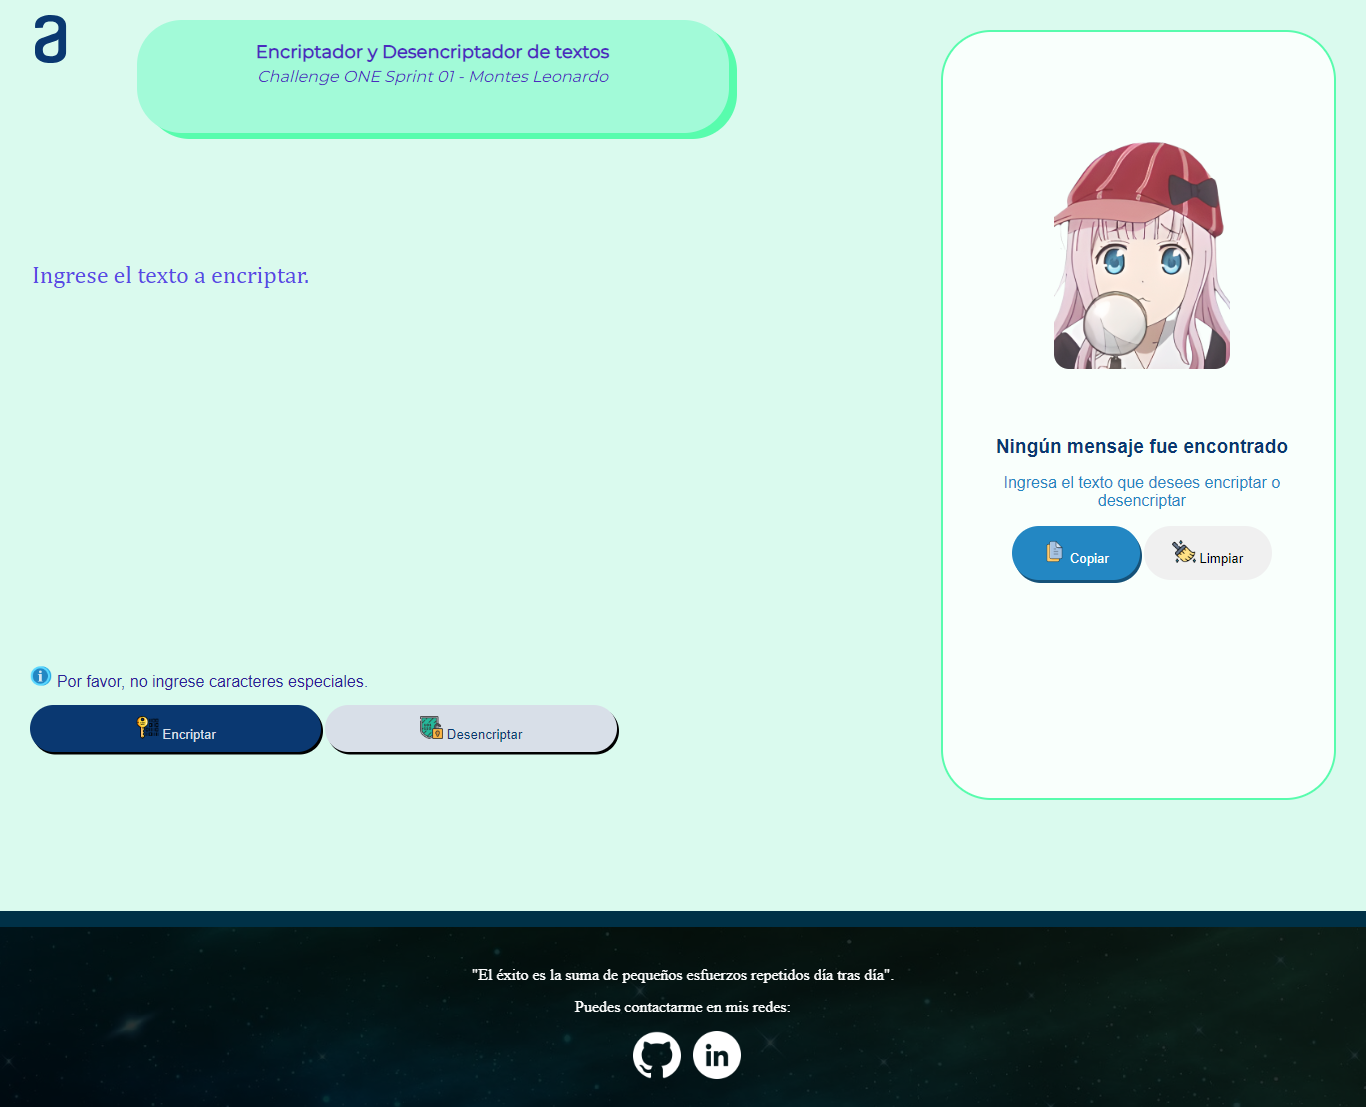 a
Encriptador y Desencriptador de textos
Challenge ONE Sprint 01 - Montes Leonardo
Ingrese el texto a encriptar.
Ningún mensaje fue encontrado
Ingresa el texto que desees encriptar o
desencriptar
Copiar
Limpiar
Por favor, no ingrese caracteres especiales.
Encriptar
Desencriptar
"El éxito es la suma de pequeños esfuerzos repetidos día tras día".
Puedes contactarme en mis redes:
in